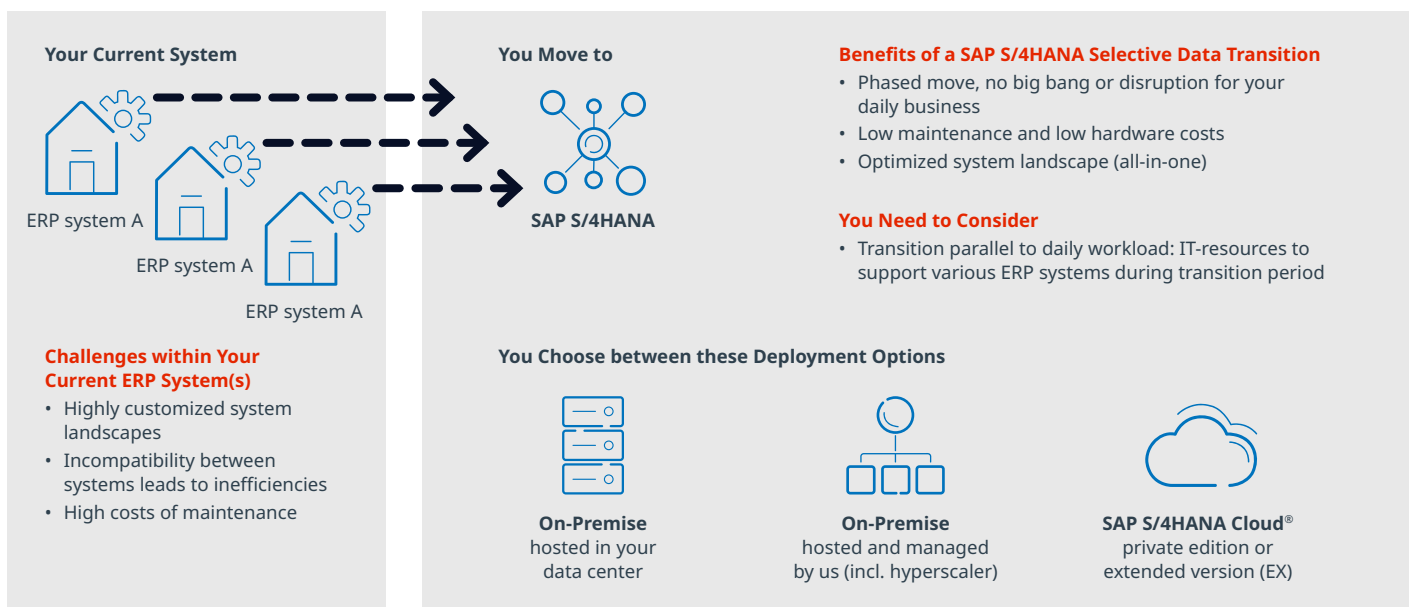 Your Current System
ERP system A
ERP system A
ERP system A
Challenges within Your
Current ERP System(s)
• Highly customized system
landscapes
• Incompatibility between
systems leads to inefficiencies
• High costs of maintenance
You Move to
SAP S/4HANA
Benefits of a SAP S/4HANA Selective Data Transition
• Phased move, no big bang or disruption for your
daily business
• Low maintenance and low hardware costs
• Optimized system landscape (all-in-one)
You Need to Consider
• Transition parallel to daily workload: IT-resources to
support various ERP systems during transition period
You Choose between these Deployment Options
On-Premise
hosted in your
data center
On-Premise
hosted and managed
by us (incl. hyperscaler)
SAP S/4HANA Cloud®
private edition or
extended version (EX)